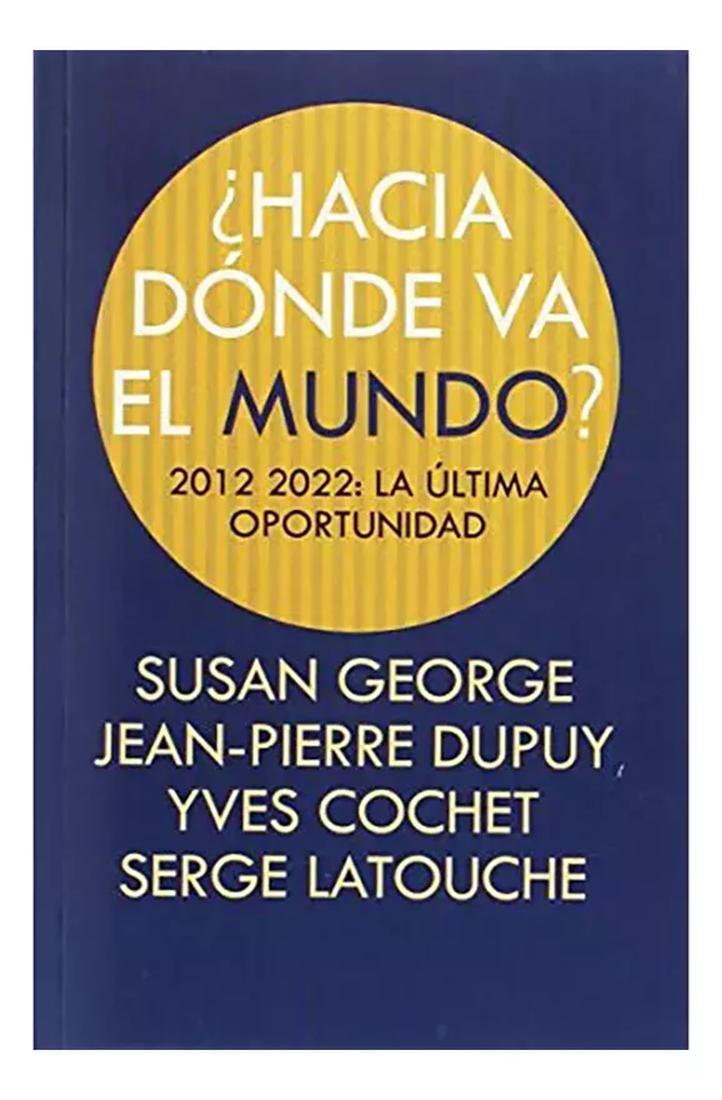 ¿HACIA
DÓNDE VA
EL MUNDO?
2012 2022: LA ÚLTIMA
OPORTUNIDAD
SUSAN GEORGE
JEAN-PIERRE DUPUY,
YVES COCHET
SERGE LATOUCHE